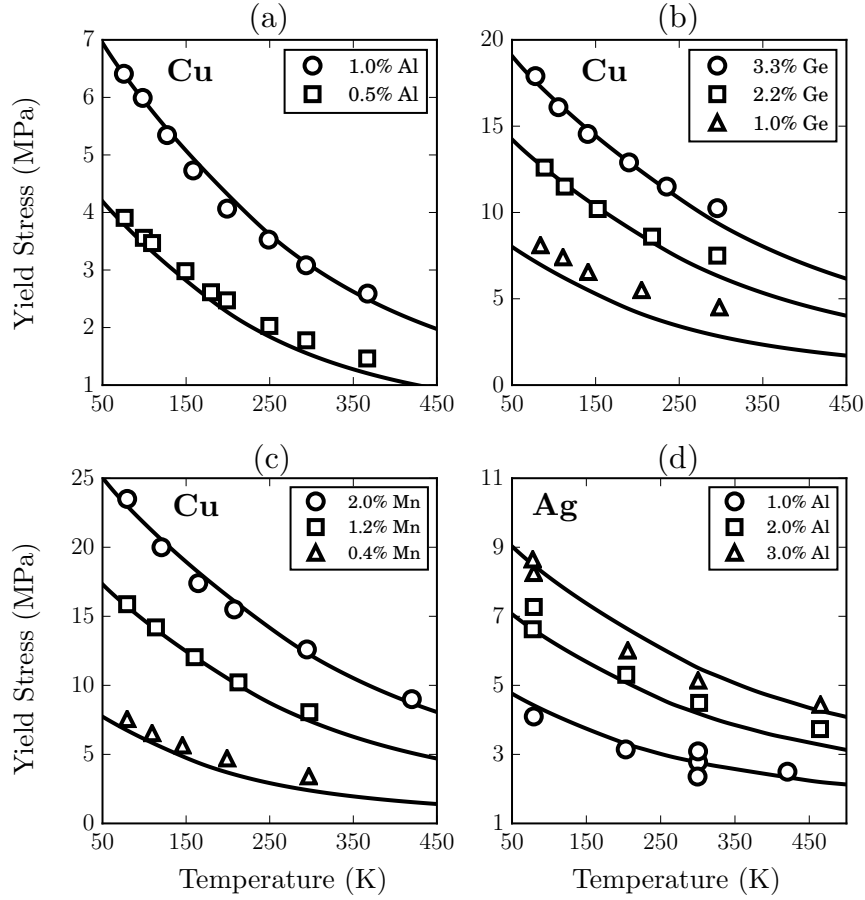 (a)
Cu
1.0% Al
0.5% Al
7
6
5
4
3
2
1
50 150 250 350 450
Yield Stress (MPa)
(b)
Cu
3.3% Ge
2.2% Ge
1.0% Ge
20
15
10
5
0
50 150 250 350 450
(c)
Cu
2.0% Mn
1.2% Mn
0.4% Mn
25
20
15
10
5
0
50 150 250 350 450
Yield Stress (MPa)
Temperature (K)
(d)
Ag
1.0% Al
2.0% Al
3.0% Al
11
9
7
5
3
1
50 150 250 350 450
Temperature (K)